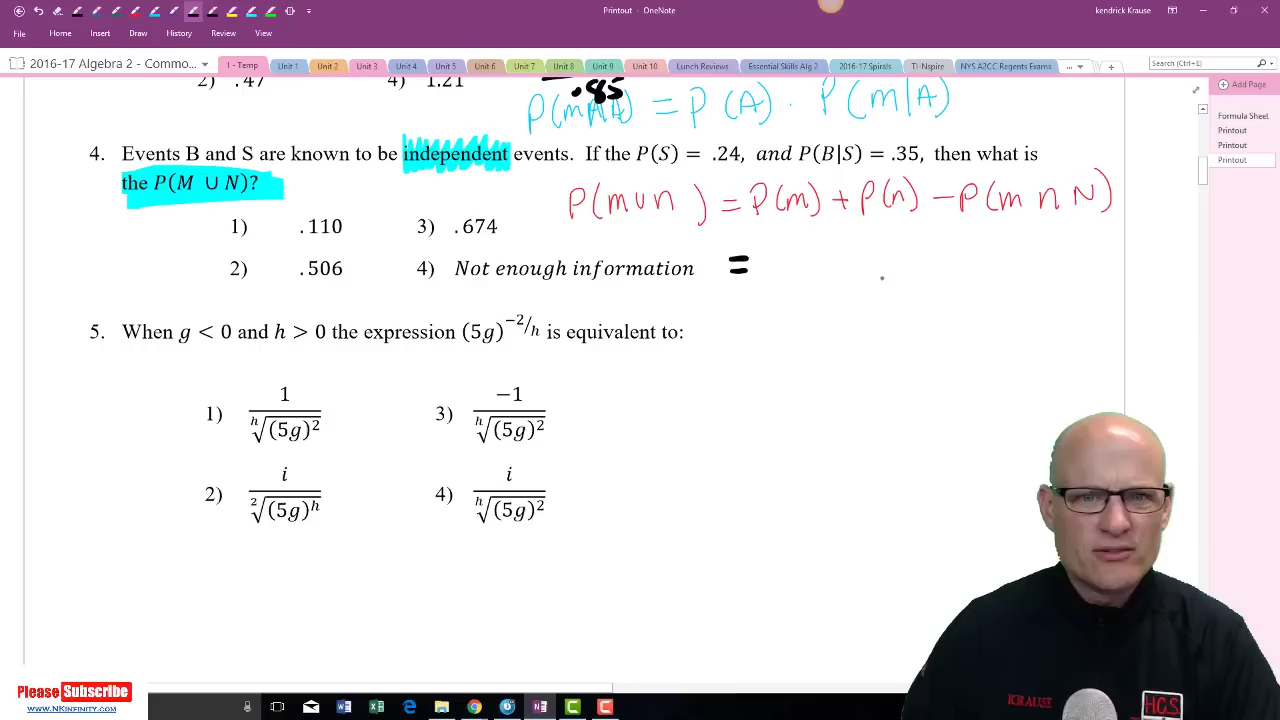 Printout - OneNote
kendrick Krause
File Home Insert Draw History Review View
2016-17 Algebra 2 - Commo... 1 - Temp Unit 1 Unit 2 Unit 3 Unit 4 Unit 5 Unit 6 Unit 7 Unit 8 Unit 9 Unit 10 Lunch Reviews Essential Skills Alg 2 2016-17 Spirals TI-Nspire NYS A2CC Regents Exams ... Search (Ctrl+E)
Add Page
Formula Sheet
Printout
Printout
Printout
2) .47 4) 1.21
.85
P(m∩A) = P(A) · P(m|A)
4. Events B and S are known to be independent events. If the P(S) = .24, and P(B|S) = .35, then what is
the P(M ∪ N)?
P(m∪n) = P(m) + P(n) − P(m ∩ N)
1) .110 3) .674
2) .506 4) Not enough information =
5. When g < 0 and h > 0 the expression (5g)^−2/h is equivalent to:
1) 1/ʰ√(5g)² 3) −1/ʰ√(5g)²
2) i/²√(5g)ʰ 4) i/ʰ√(5g)²
KRAUSE
H.C.S.
Please Subscribe
www.NKinfinity.com